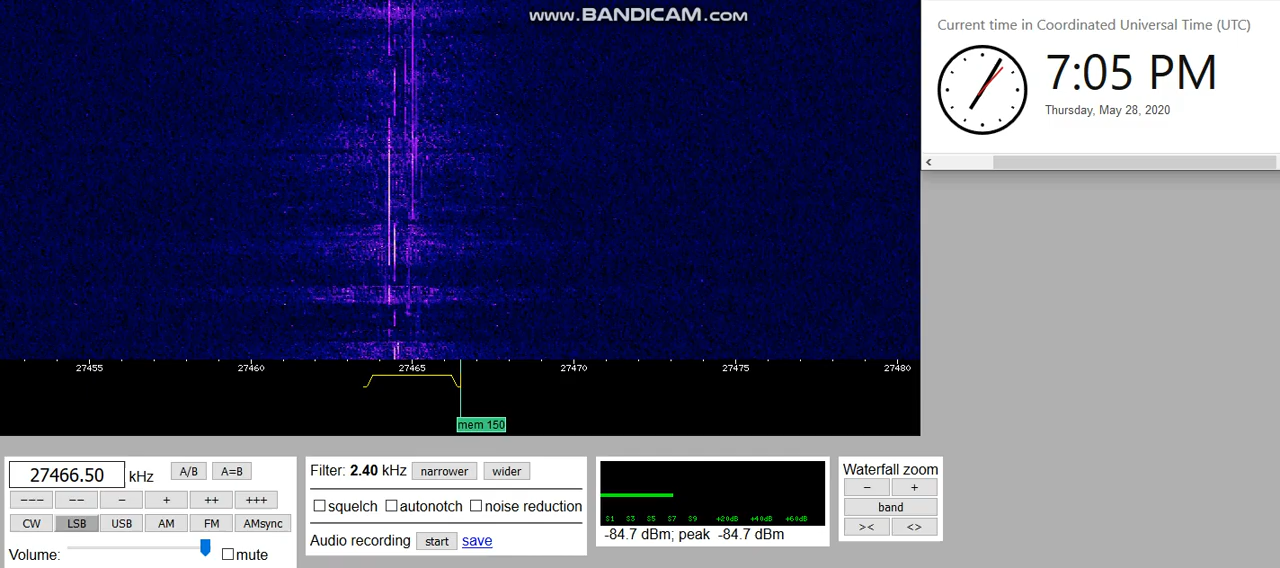 www.BANDICAM.com
Current time in Coordinated Universal Time (UTC)
7:05 PM
Thursday, May 28, 2020
27455 27460 27465 27470 27475 27480
mem 150
27466.50 kHz A/B A=B
--- -- - + ++ +++
CW LSB USB AM FM AMsync
Volume: mute
Filter: 2.40 kHz narrower wider
squelch autonotch noise reduction
Audio recording start save
S1 S3 S5 S7 S9 +20dB +40dB +60dB
-84.7 dBm; peak -84.7 dBm
Waterfall zoom
- +
band
>< <>